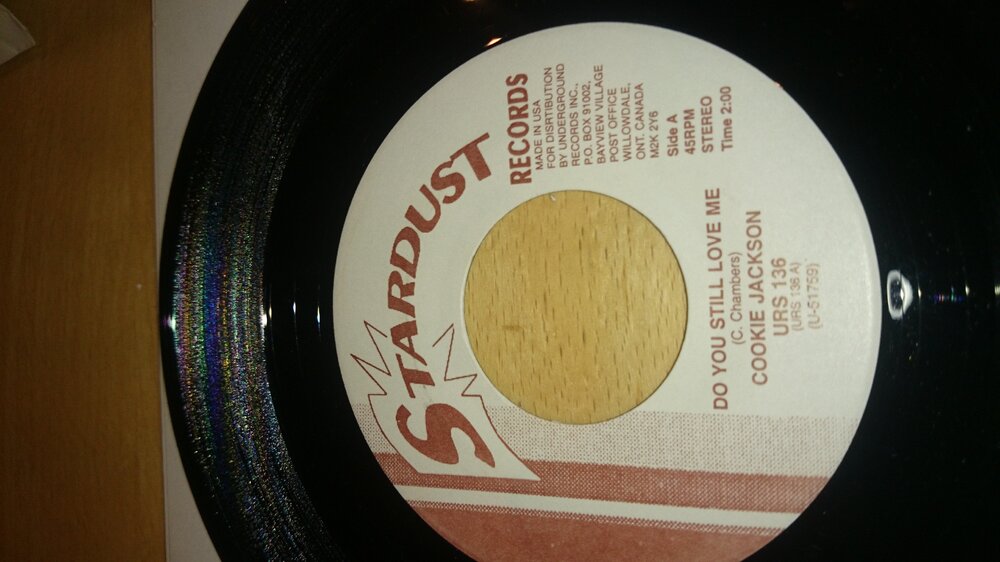 STARDUST
RECORDS
MADE IN USA
FOR DISRTIBUTION
BY UNDERGROUND
RECORDS INC.,
P.O. BOX 91002,
BAYVIEW VILLAGE
POST OFFICE
WILLOWDALE,
ONT. CANADA
M2K 2Y6
Side A
45RPM
STEREO
Time 2:00
DO YOU STILL LOVE ME
(C. Chambers)
COOKIE JACKSON
URS 136
(URS 136 A)
(U-51759)